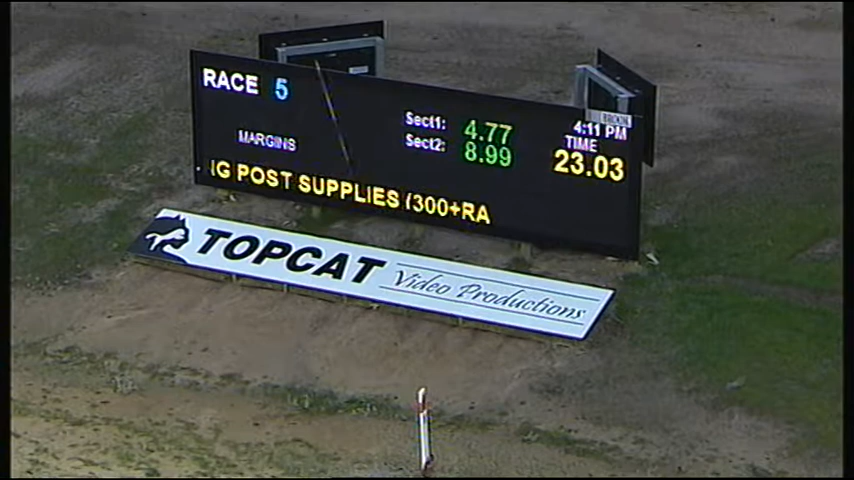 RACE 5
Sect1: 4.77
4:11 PM
MARGINS
Sect2: 8.99
TIME
23.03
IG POST SUPPLIES (300+RA
TOPCAT Video Productions